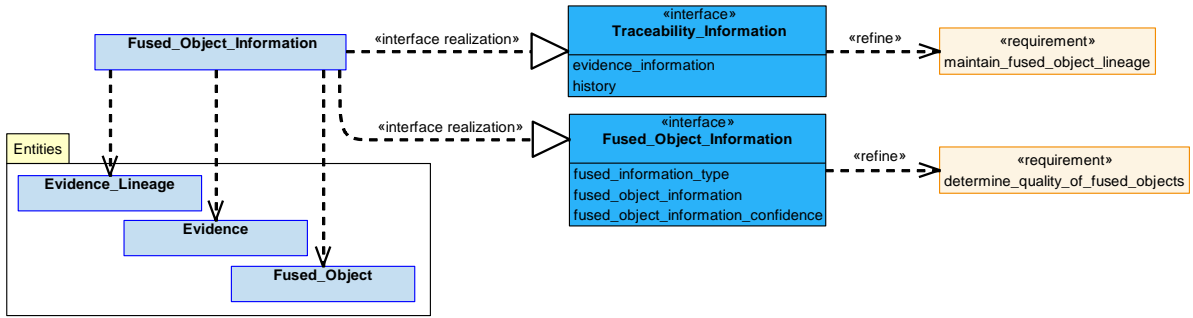 Fused_Object_Information
«interface realization»
«interface»
Traceability_Information
evidence_information
history
«refine»
«requirement»
maintain_fused_object_lineage
«interface realization»
«interface»
Fused_Object_Information
fused_information_type
fused_object_information
fused_object_information_confidence
«refine»
«requirement»
determine_quality_of_fused_objects
Entities
Evidence_Lineage
Evidence
Fused_Object